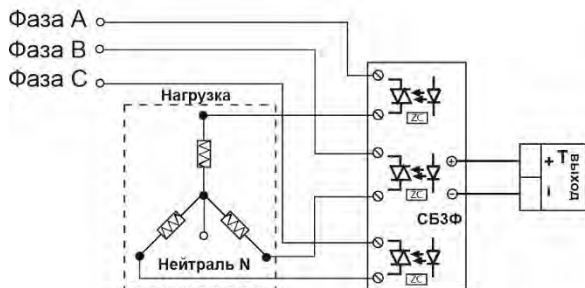 Фаза А
Фаза В
Фаза С
Нагрузка
ZC
ZC
СБ3Ф
ZC
Нейтраль N
+
−
+ Т
-
выход